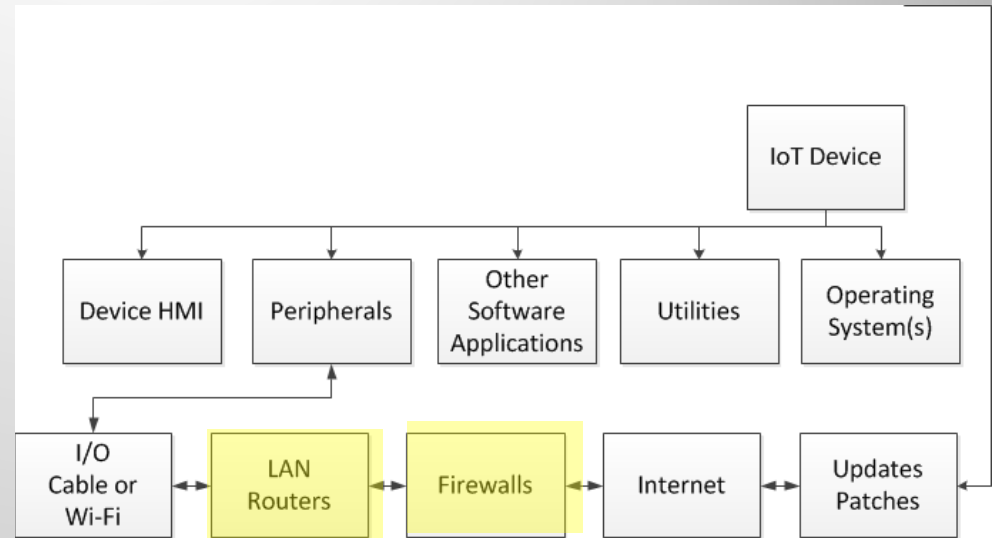 IoT Device
Device HMI
Peripherals
Other
Software
Applications
Utilities
Operating
System(s)
I/O
Cable or
Wi-Fi
LAN
Routers
Firewalls
Internet
Updates
Patches